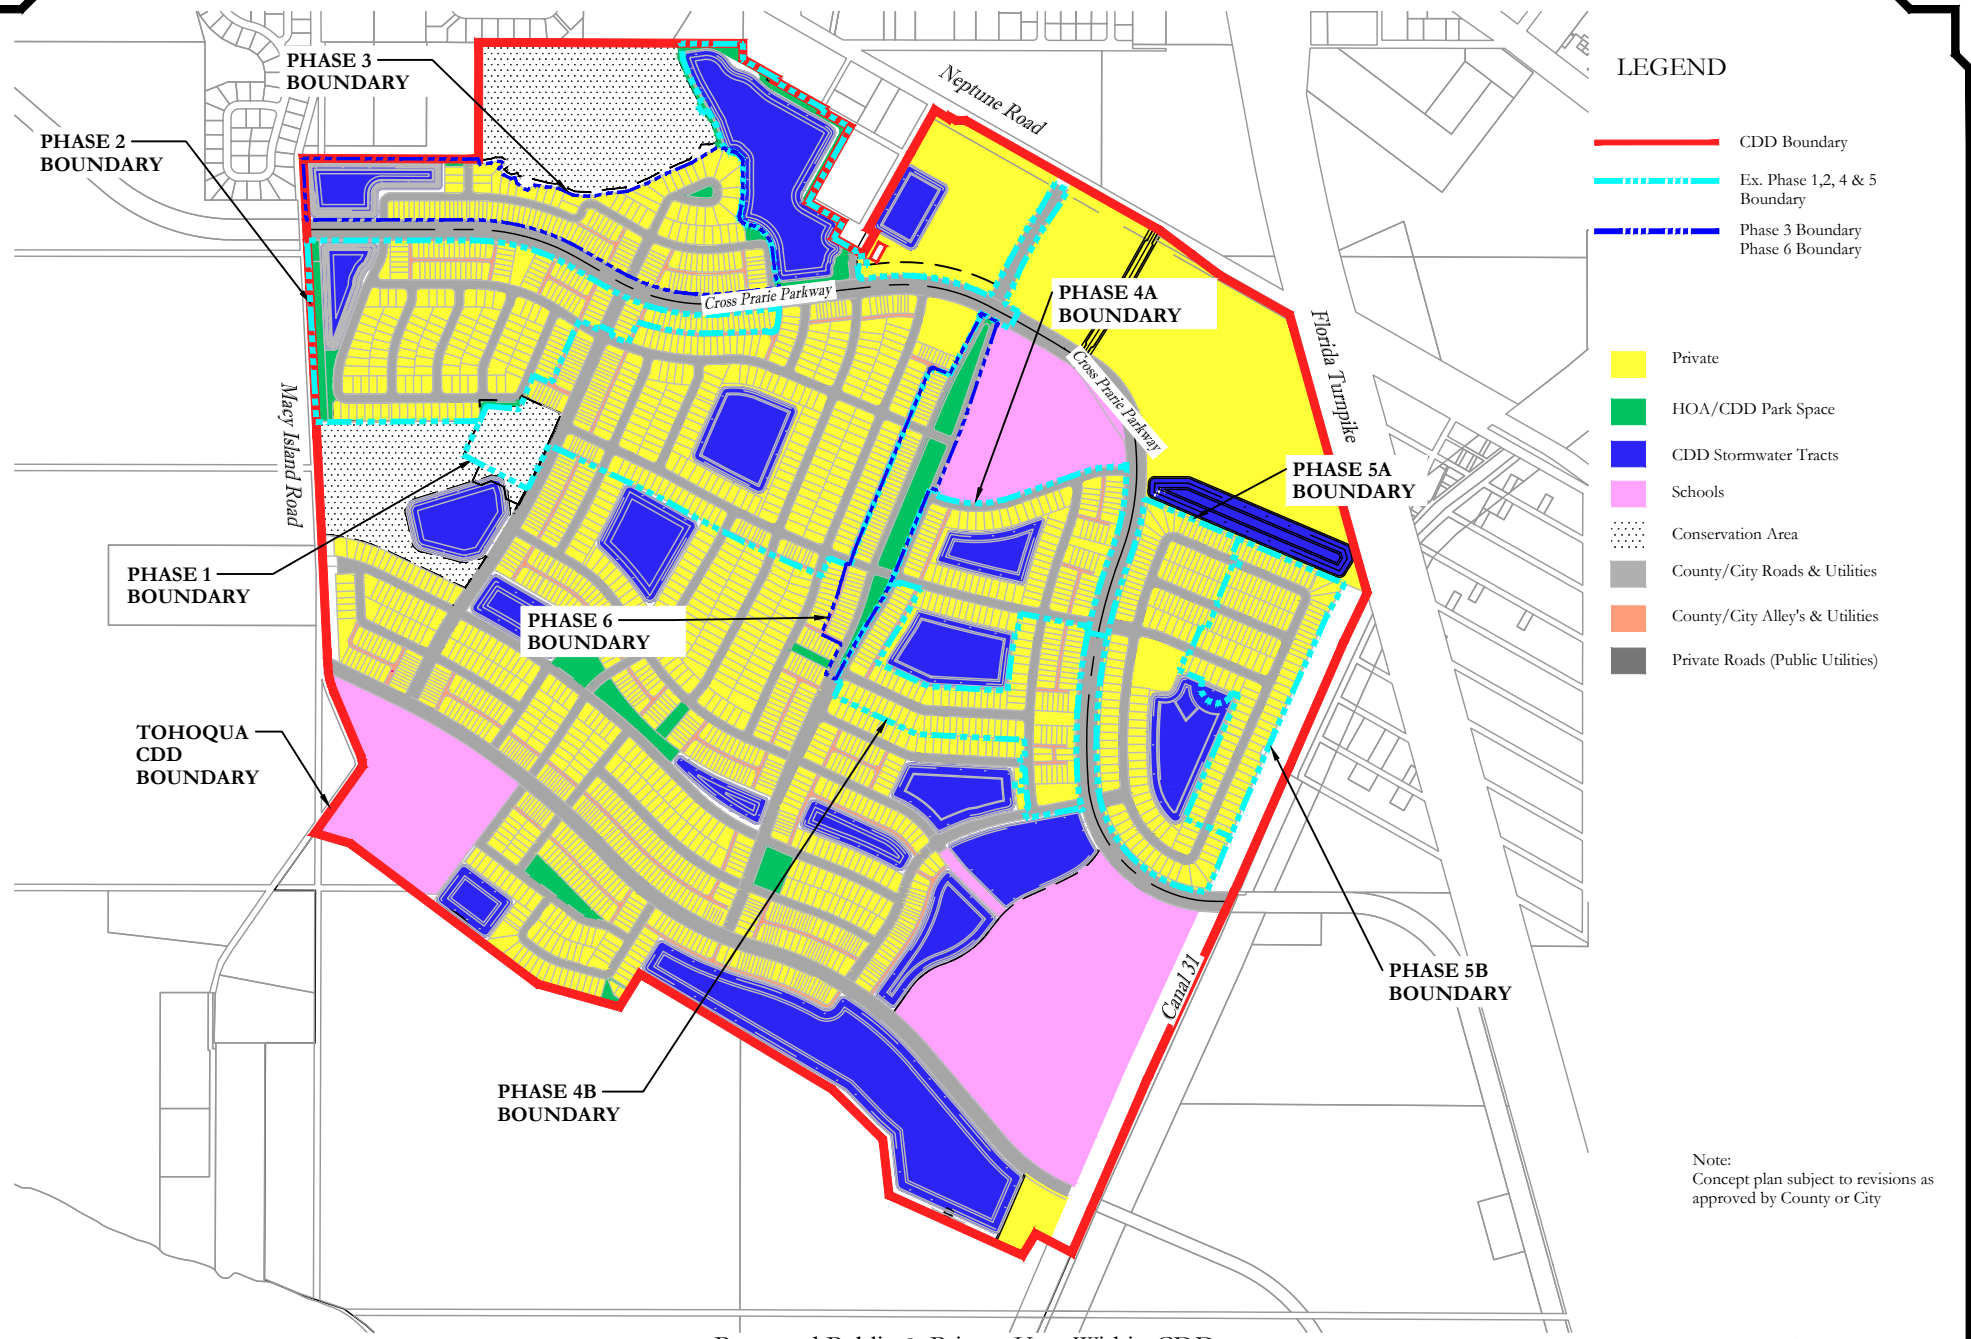 PHASE 3
BOUNDARY
PHASE 2
BOUNDARY
Neptune Road
Cross Prarie Parkway
PHASE 4A
BOUNDARY
Cross Prarie Parkway
Florida Turnpike
Macy Island Road
PHASE 5A
BOUNDARY
PHASE 1
BOUNDARY
PHASE 6
BOUNDARY
TOHOQUA
CDD
BOUNDARY
PHASE 5B
BOUNDARY
Canal 31
PHASE 4B
BOUNDARY
LEGEND
CDD Boundary
Ex. Phase 1,2, 4 & 5
Boundary
Phase 3 Boundary
Phase 6 Boundary
Private
HOA/CDD Park Space
CDD Stormwater Tracts
Schools
Conservation Area
County/City Roads & Utilities
County/City Alley's & Utilities
Private Roads (Public Utilities)
Note:
Concept plan subject to revisions as
approved by County or City